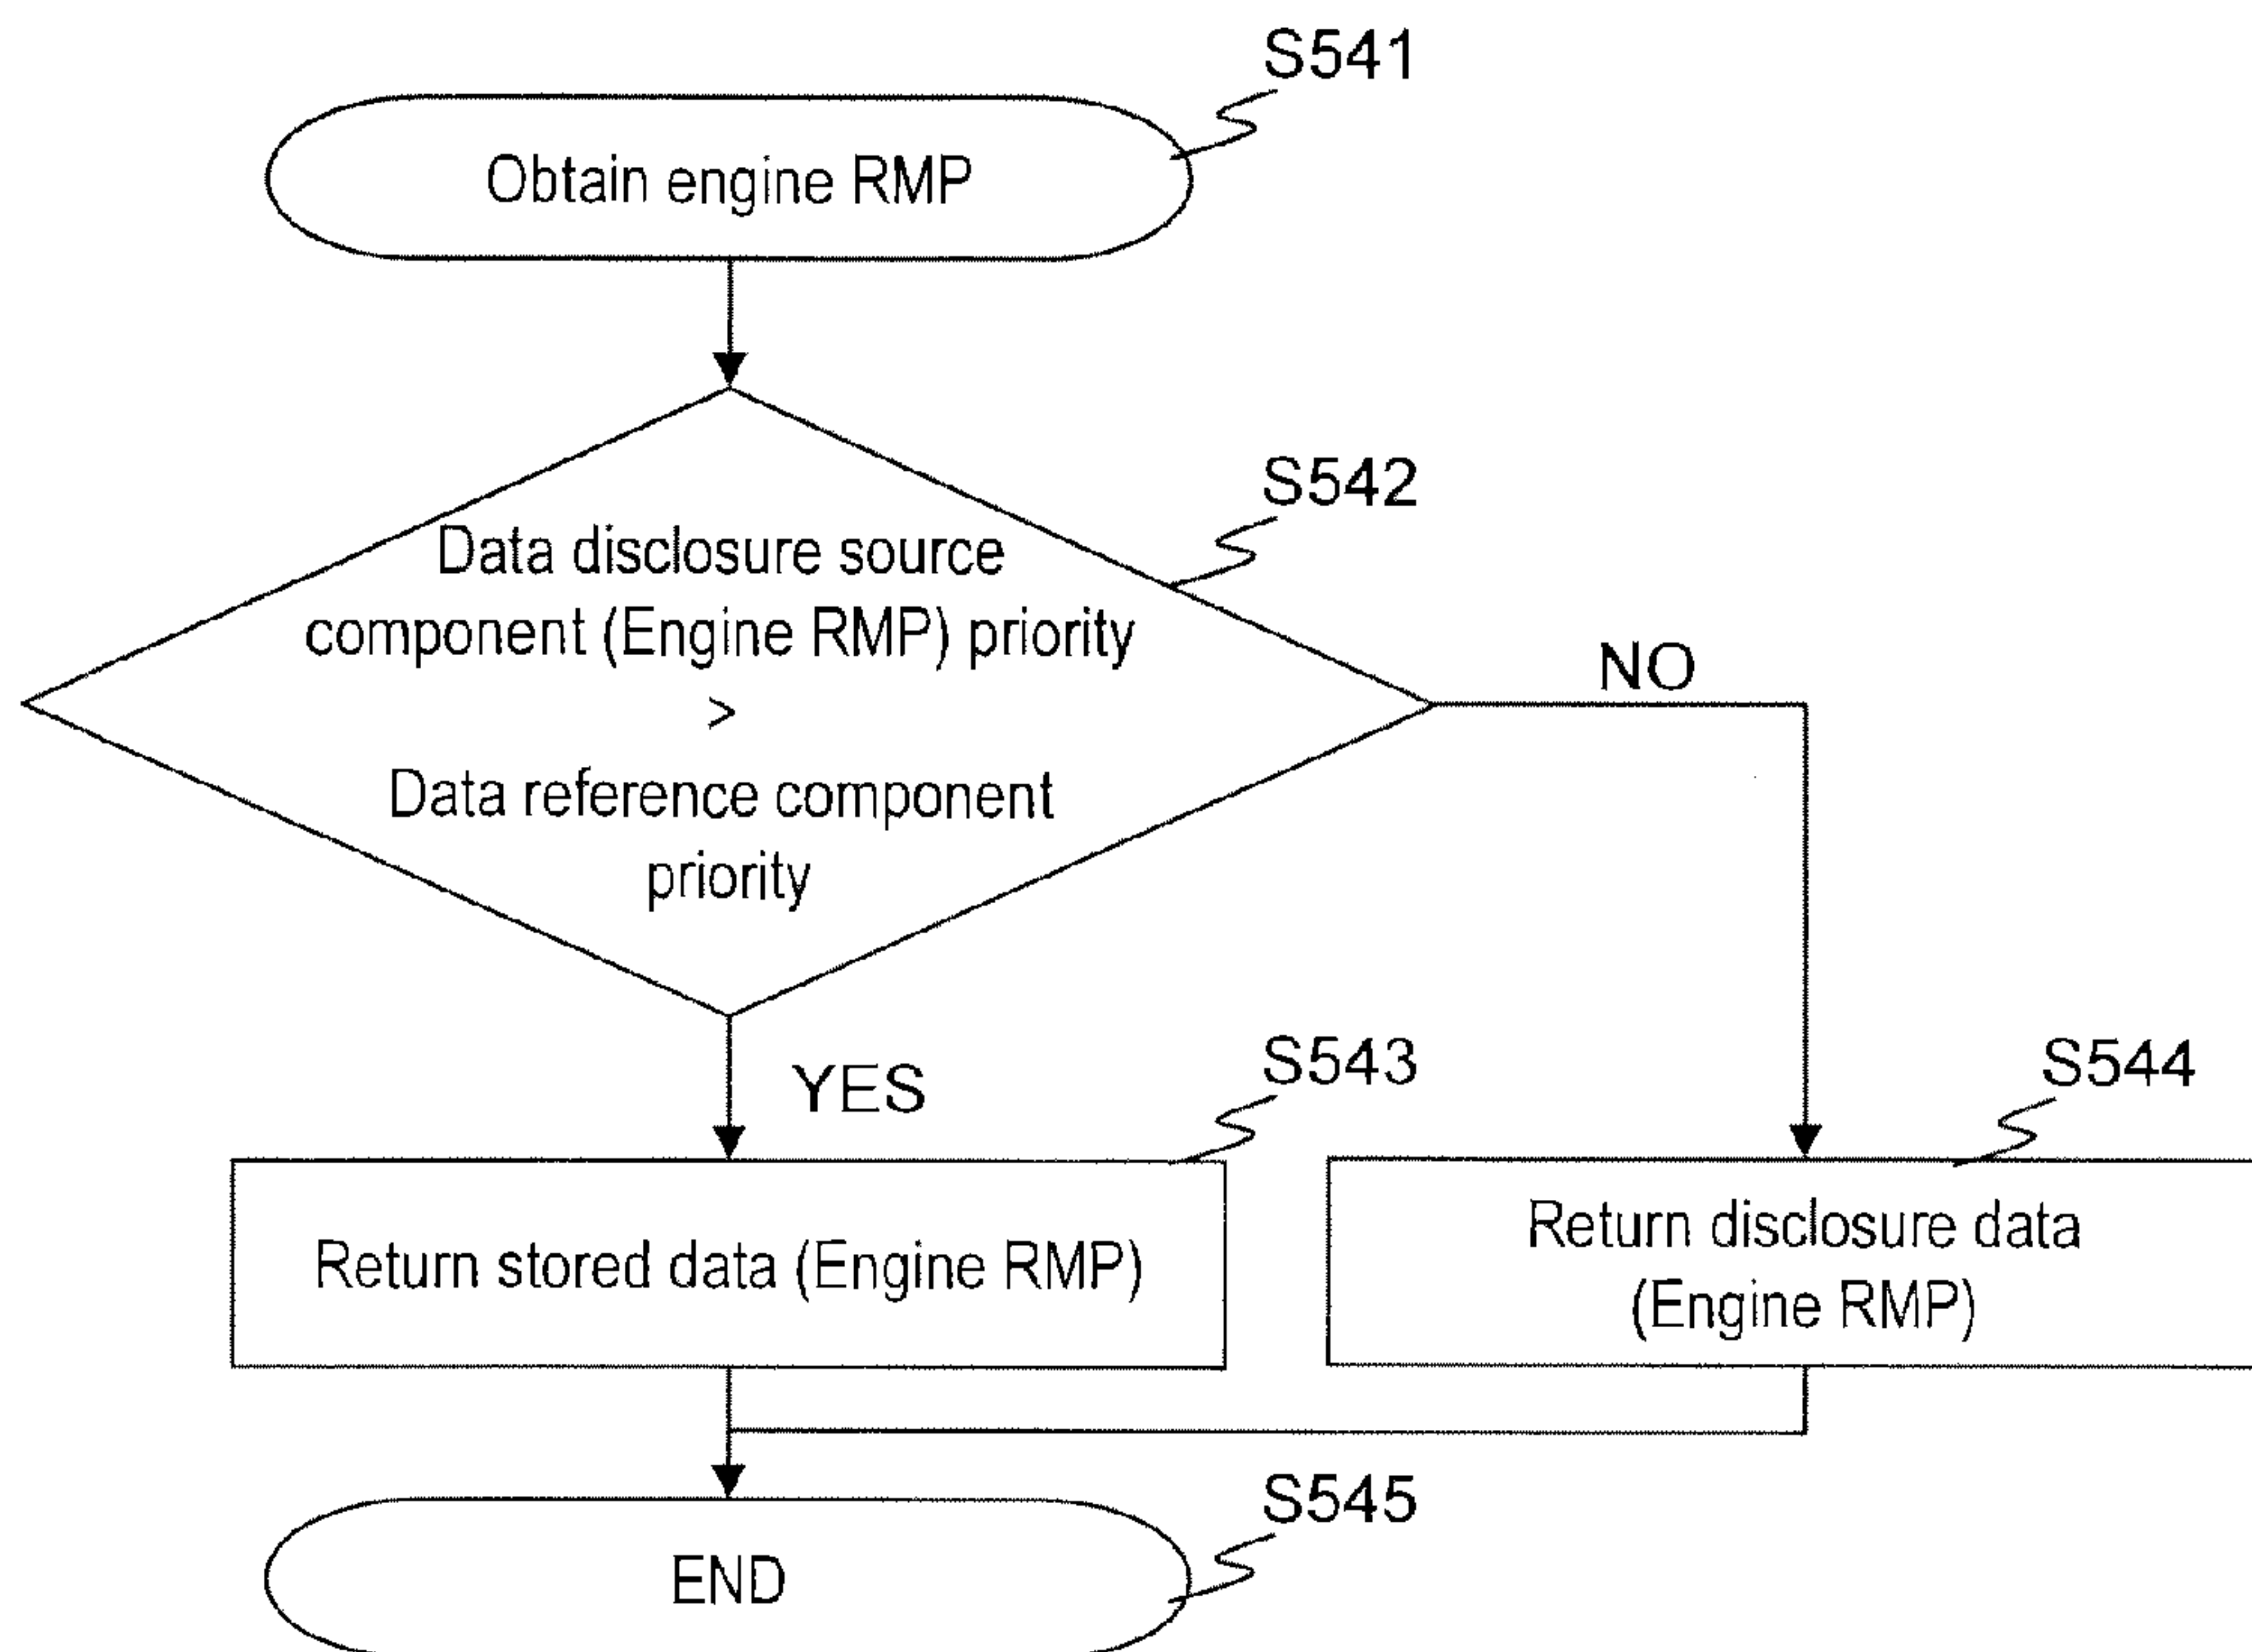 S541
Obtain engine RMP
S542
Data disclosure source
component (Engine RMP) priority
>
Data reference component
priority
NO
YES
S543
S544
Return stored data (Engine RMP)
Return disclosure data
(Engine RMP)
S545
END